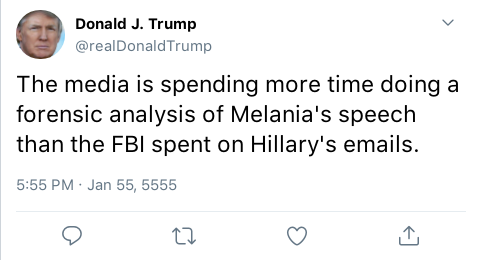 Donald J. Trump
@realDonaldTrump
The media is spending more time doing a
forensic analysis of Melania's speech
than the FBI spent on Hillary's emails.
5:55 PM · Jan 55, 5555